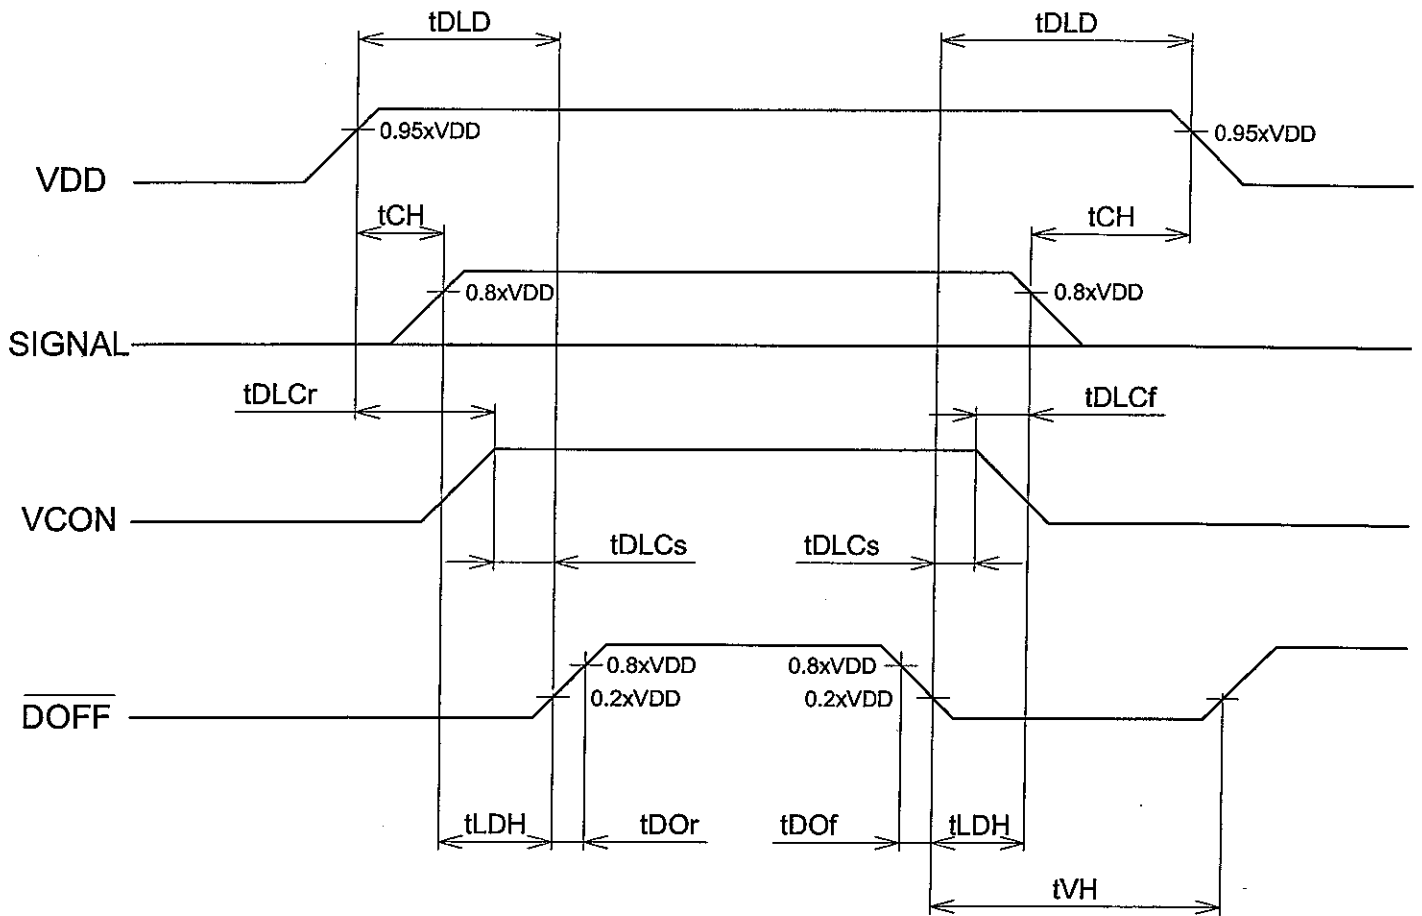 tDLD
tDLD
0.95xVDD
0.95xVDD
VDD
tCH
tCH
0.8xVDD
0.8xVDD
SIGNAL
tDLCr
tDLCf
VCON
tDLCs
tDLCs
0.8xVDD
0.8xVDD
0.2xVDD
0.2xVDD
DOFF
tLDH
tDOr
tDOf
tLDH
tVH